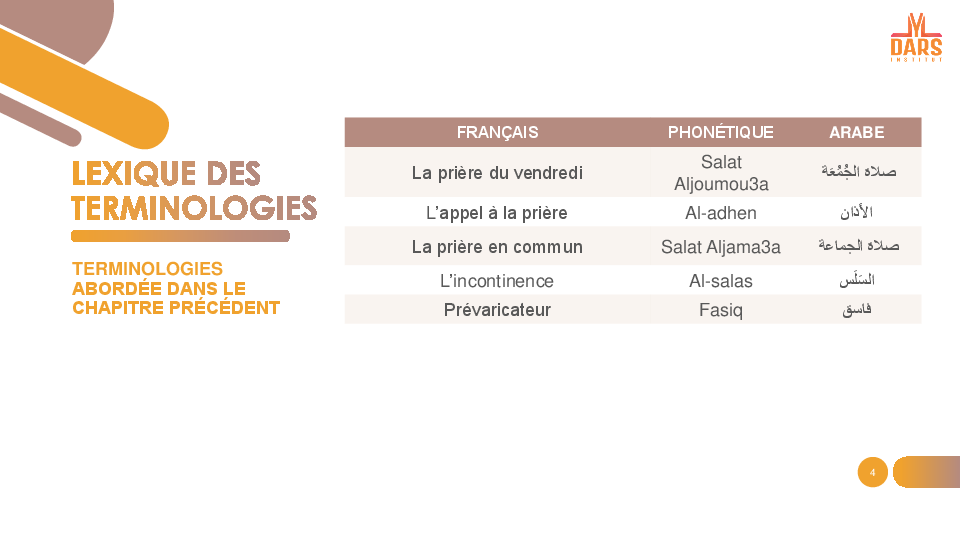 DARS
INSTITUT
LEXIQUE DES
TERMINOLOGIES
TERMINOLOGIES
ABORDÉE DANS LE
CHAPITRE PRÉCÉDENT
FRANÇAIS PHONÉTIQUE ARABE
La prière du vendredi Salat Aljoumou3a صلاة الجُمُعَة
L’appel à la prière Al-adhen الأذان
La prière en commun Salat Aljama3a صلاة الجماعة
L’incontinence Al-salas السَلَس
Prévaricateur Fasiq فاسق
4